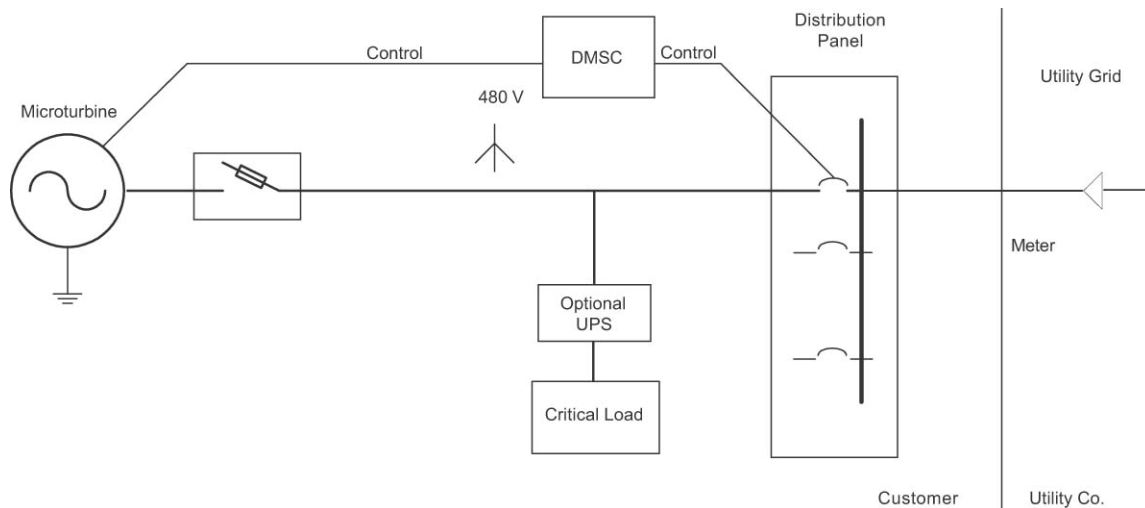 Distribution
Panel
Control
DMSC
Control
Utility Grid
480 V
Microturbine
Meter
Optional
UPS
Critical Load
Customer
Utility Co.